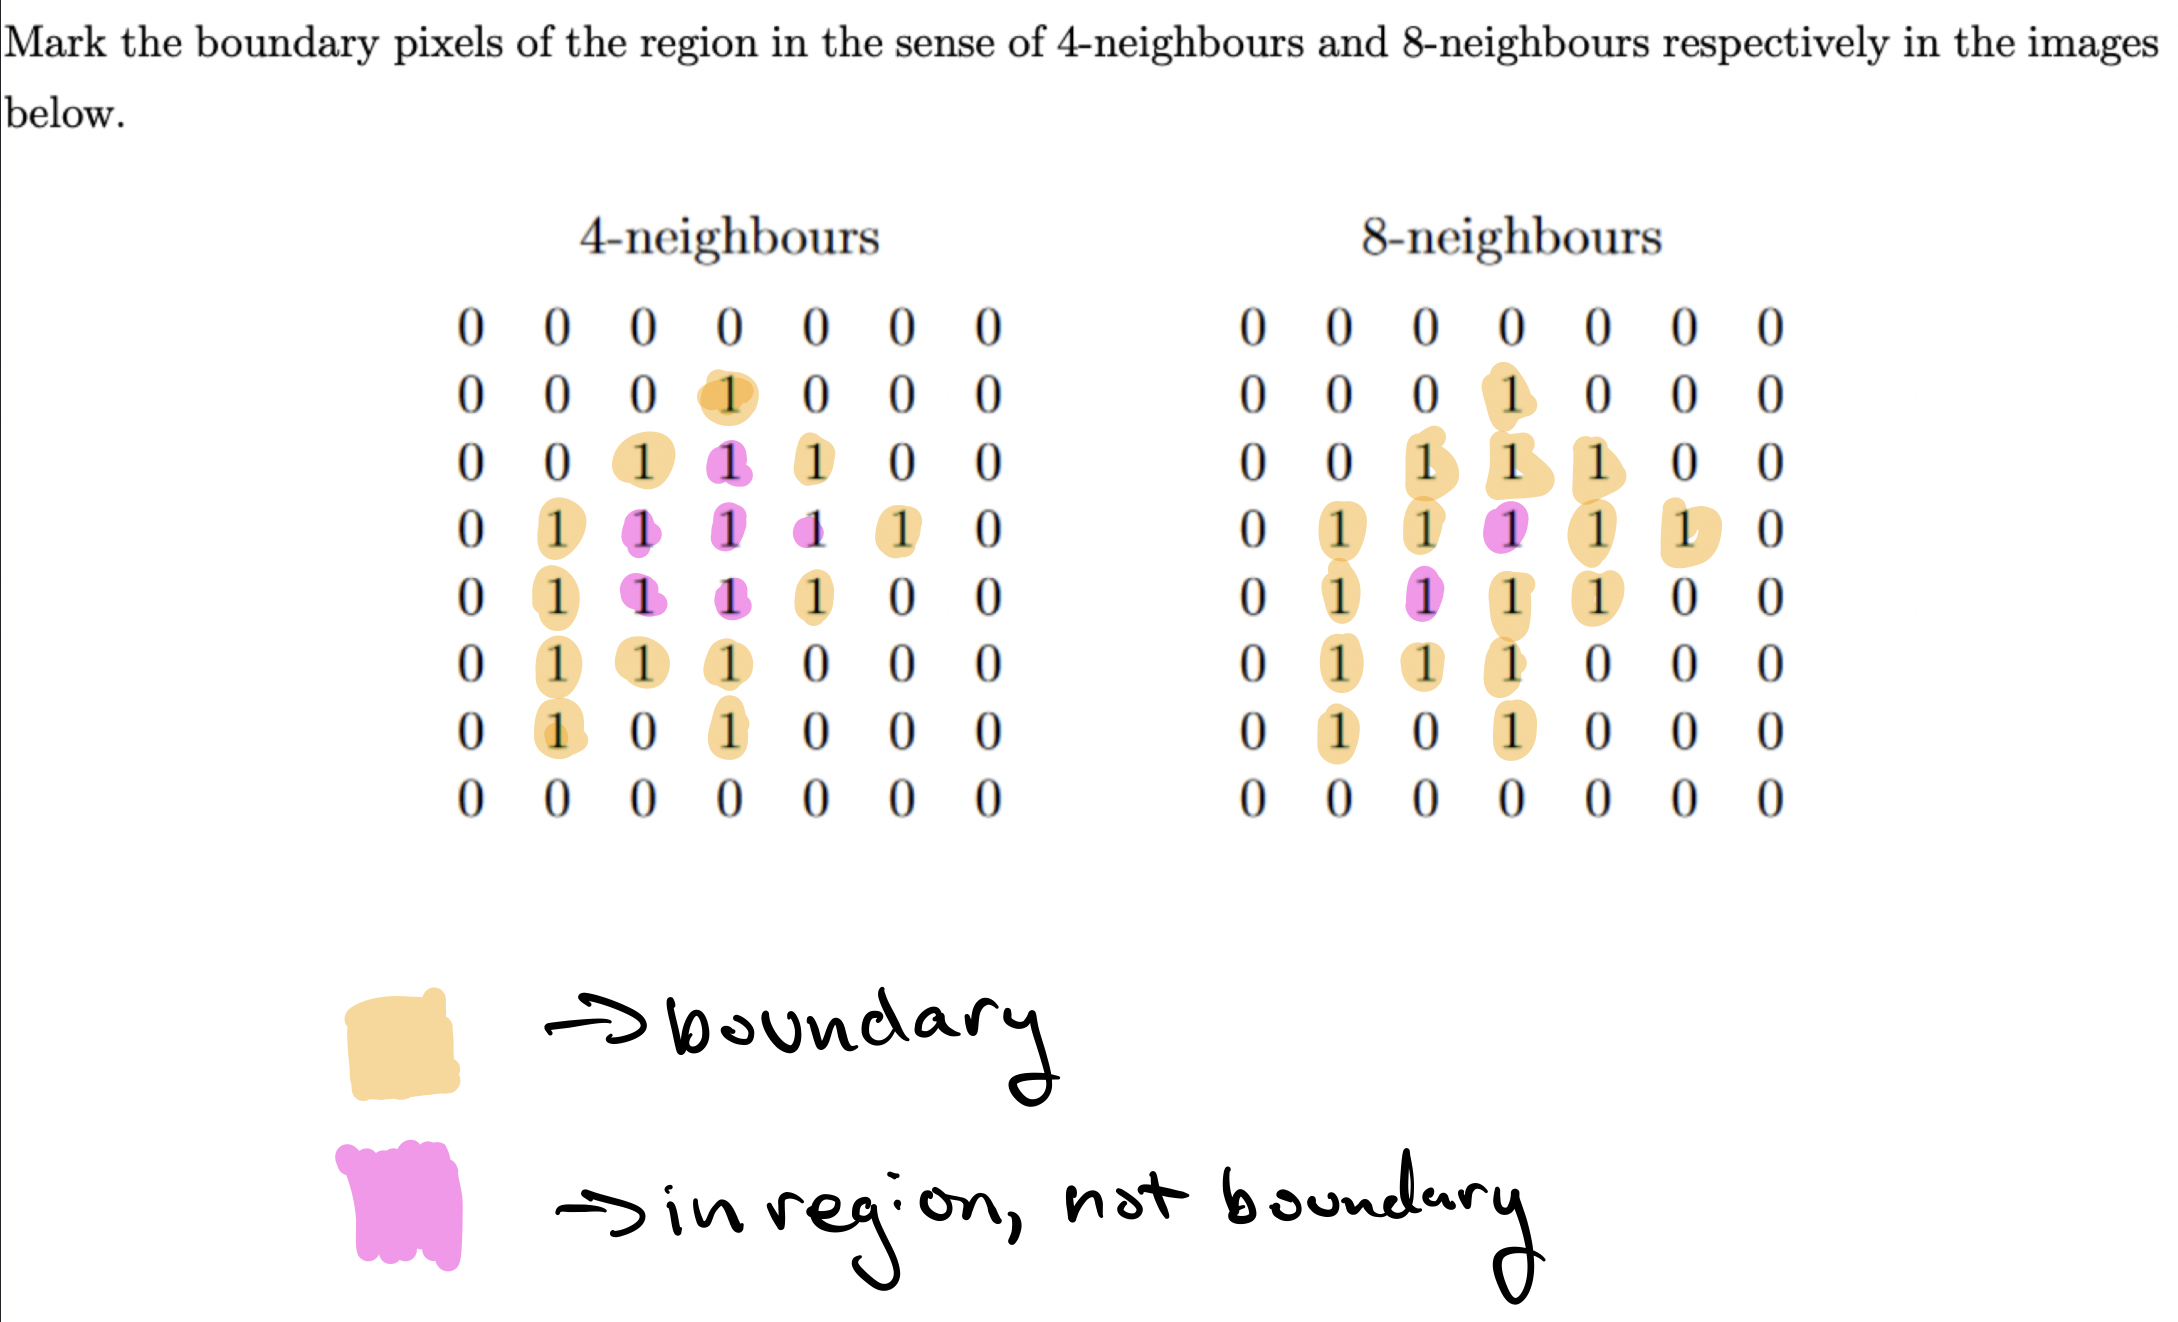 Mark the boundary pixels of the region in the sense of 4-neighbours and 8-neighbours respectively in the images
below.
4-neighbours
0 0 0 0 0 0 0
0 0 0 1 0 0 0
0 0 1 1 1 0 0
0 1 1 1 1 1 0
0 1 1 1 1 0 0
0 1 1 1 0 0 0
0 1 0 1 0 0 0
0 0 0 0 0 0 0
8-neighbours
0 0 0 0 0 0 0
0 0 0 1 0 0 0
0 0 1 1 1 0 0
0 1 1 1 1 1 0
0 1 1 1 1 0 0
0 1 1 1 0 0 0
0 1 0 1 0 0 0
0 0 0 0 0 0 0
→ boundary
→ in region, not boundary